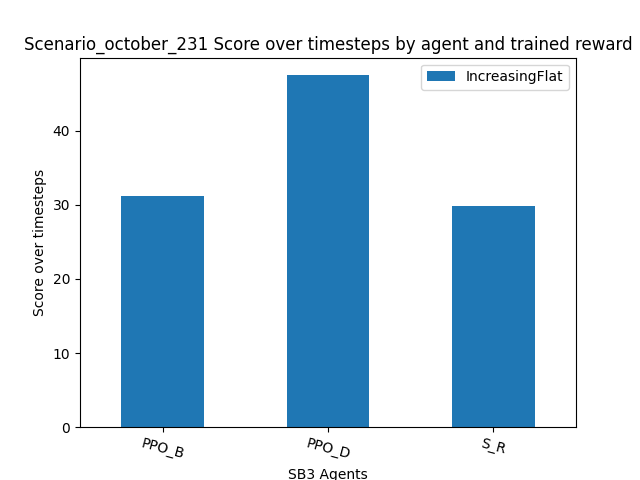 Scenario_october_231 Score over timesteps by agent and trained reward
IncreasingFlat
40
30
20
10
0
Score over timesteps
PPO_B
PPO_D
S_R
SB3 Agents